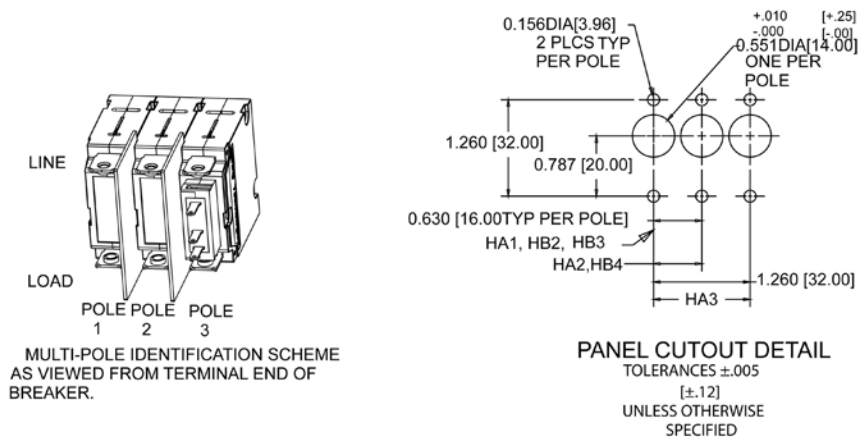 LINE
LOAD
POLE
1
POLE
2
POLE
3
MULTI-POLE IDENTIFICATION SCHEME
AS VIEWED FROM TERMINAL END OF
BREAKER.
0.156DIA[3.96]
2 PLCS TYP
PER POLE
+.010 [+.25]
-.000 [-.00]
0.551DIA[14.00]
ONE PER
POLE
1.260 [32.00]
0.787 [20.00]
0.630 [16.00TYP PER POLE]
HA1, HB2, HB3
HA2,HB4
1.260 [32.00]
HA3
PANEL CUTOUT DETAIL
TOLERANCES ±.005
[±.12]
UNLESS OTHERWISE
SPECIFIED